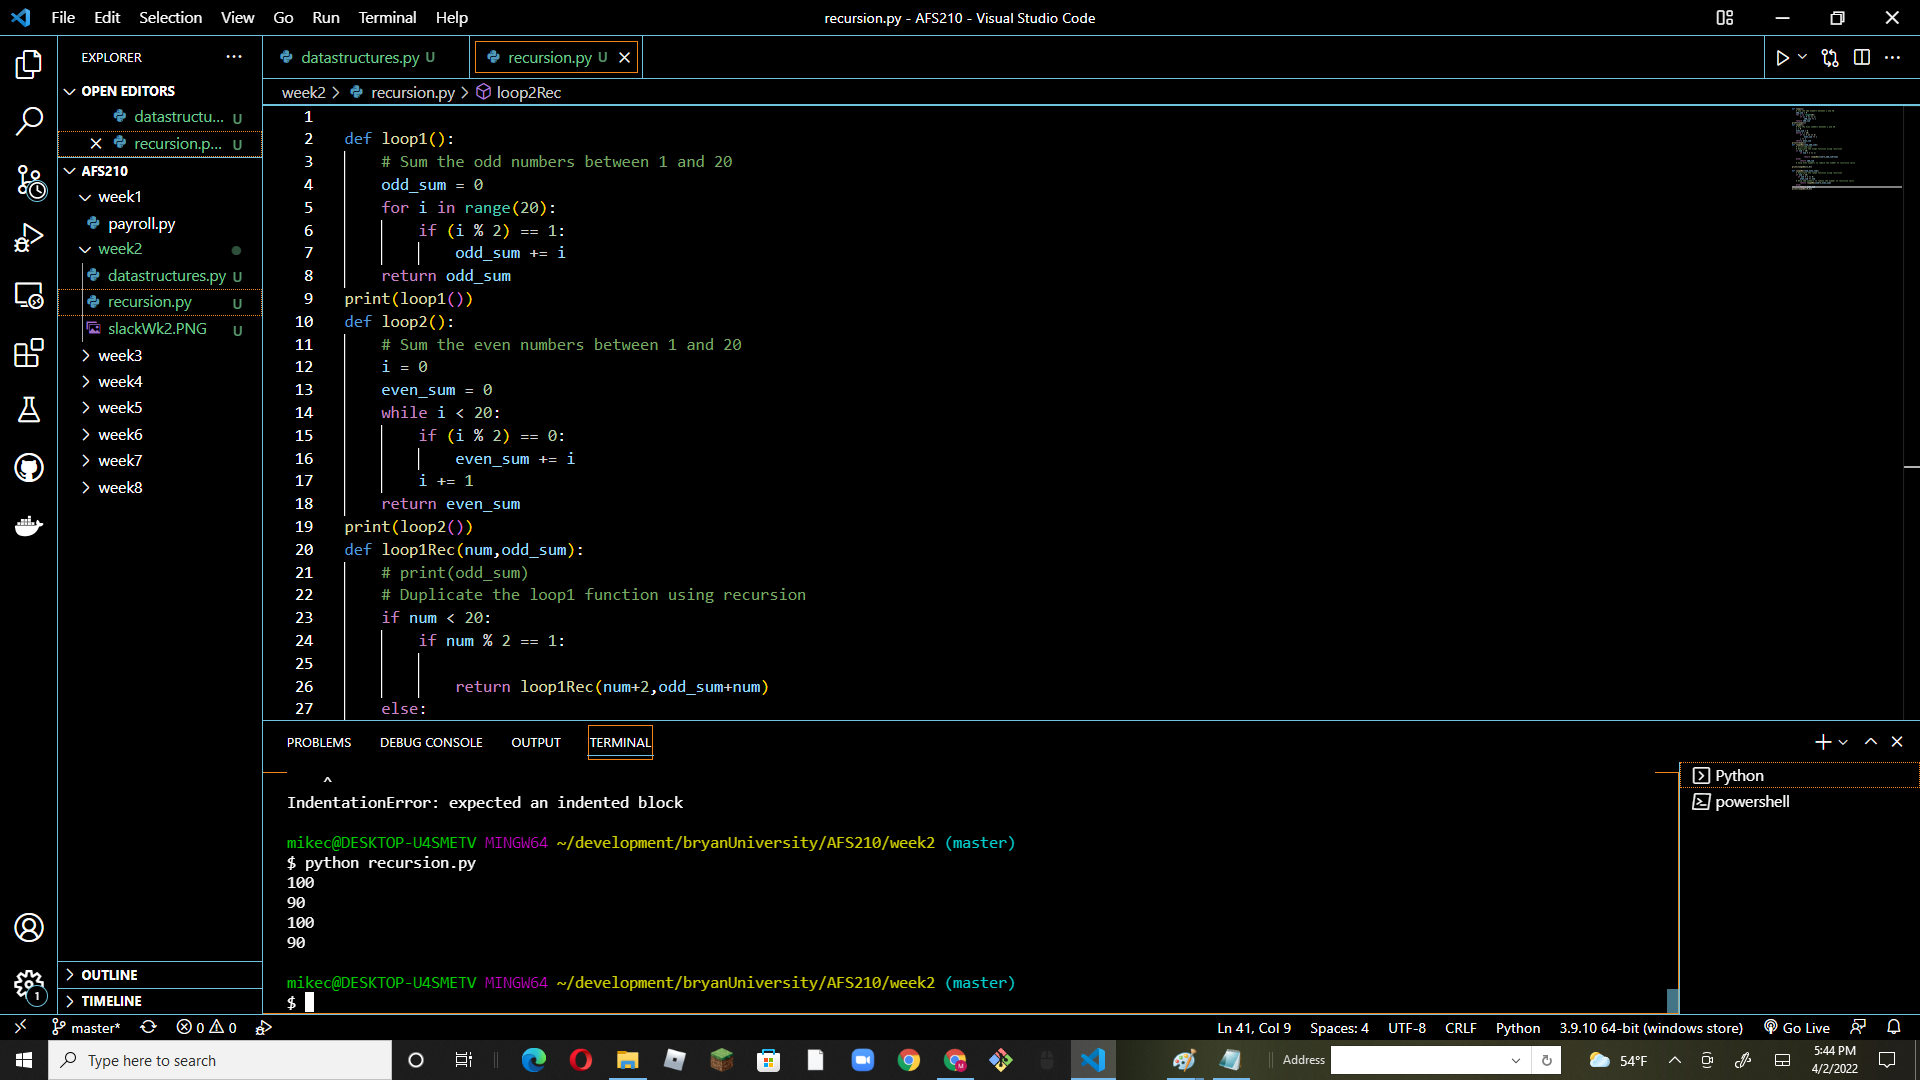 File Edit Selection View Go Run Terminal Help
recursion.py - AFS210 - Visual Studio Code
EXPLORER
OPEN EDITORS
datastructu... U
recursion.p... U
AFS210
week1
payroll.py
week2
datastructures.py U
recursion.py U
slackWk2.PNG U
week3
week4
week5
week6
week7
week8
OUTLINE
TIMELINE
datastructures.py U
recursion.py U
week2 > recursion.py > loop2Rec
1
2 def loop1():
3 # Sum the odd numbers between 1 and 20
4 odd_sum = 0
5 for i in range(20):
6 if (i % 2) == 1:
7 odd_sum += i
8 return odd_sum
9 print(loop1())
10 def loop2():
11 # Sum the even numbers between 1 and 20
12 i = 0
13 even_sum = 0
14 while i < 20:
15 if (i % 2) == 0:
16 even_sum += i
17 i += 1
18 return even_sum
19 print(loop2())
20 def loop1Rec(num,odd_sum):
21 # print(odd_sum)
22 # Duplicate the loop1 function using recursion
23 if num < 20:
24 if num % 2 == 1:
25
26 return loop1Rec(num+2,odd_sum+num)
27 else:
PROBLEMS DEBUG CONSOLE OUTPUT TERMINAL
^
IndentationError: expected an indented block
mikec@DESKTOP-U4SMETV MINGW64 ~/development/bryanUniversity/AFS210/week2 (master)
$ python recursion.py
100
90
100
90
mikec@DESKTOP-U4SMETV MINGW64 ~/development/bryanUniversity/AFS210/week2 (master)
$
Python
powershell
1
master* 0 0 Ln 41, Col 9 Spaces: 4 UTF-8 CRLF Python 3.9.10 64-bit (windows store) Go Live
Type here to search
Address
54°F
5:44 PM
4/2/2022